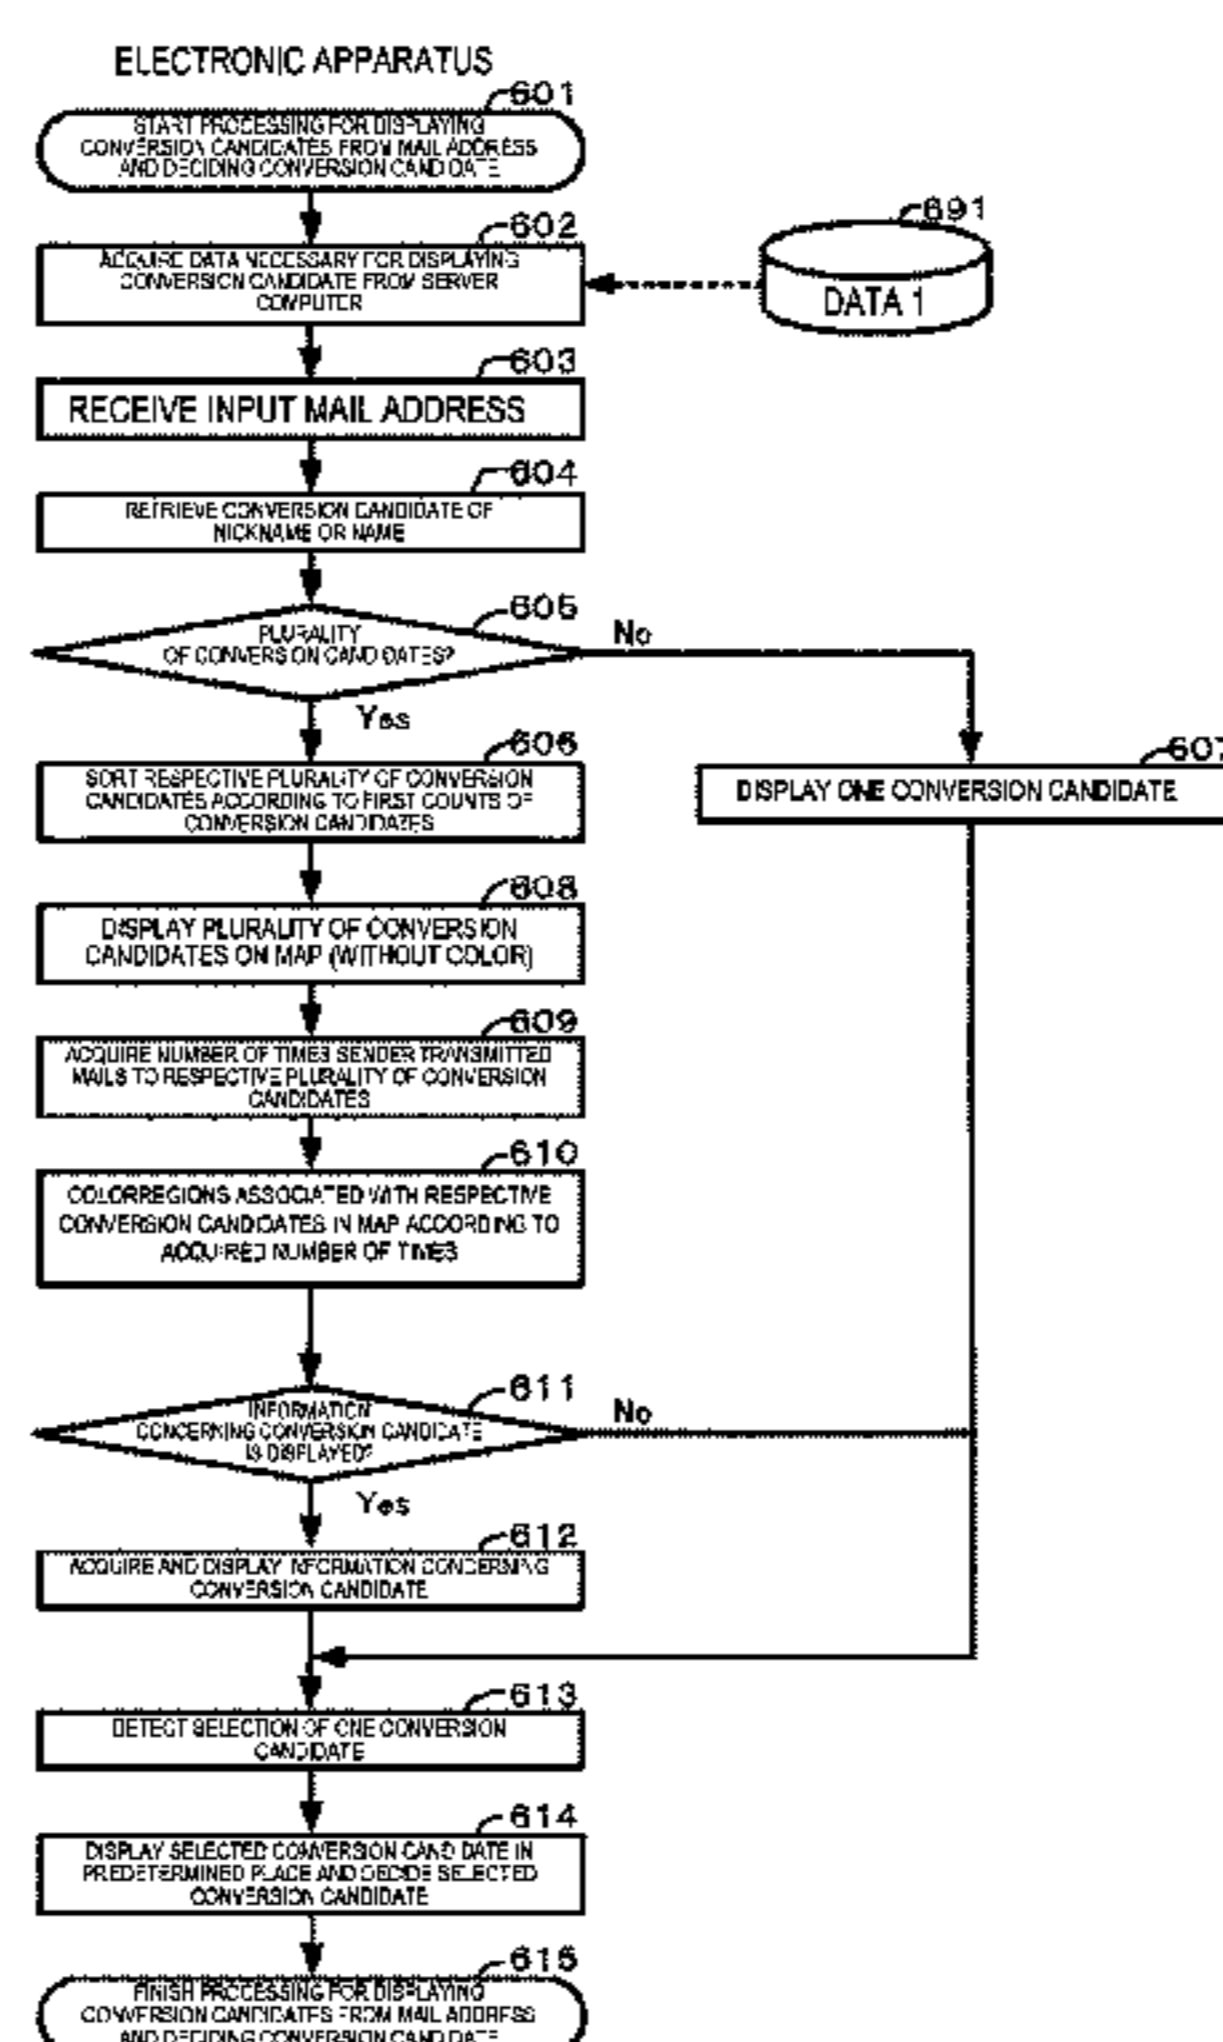 ELECTRONIC APPARATUS
601
START PROCESSING FOR DISPLAYING
CONVERSION CANDIDATES FROM MAIL ADDRESS
AND DECIDING CONVERSION CANDIDATE
602
ACQUIRE DATA NECESSARY FOR DISPLAYING
CONVERSION CANDIDATE FROM SERVER
COMPUTER
691
DATA 1
603
RECEIVE INPUT MAIL ADDRESS
604
RETRIEVE CONVERSION CANDIDATE OF
NICKNAME OR NAME
605
PLURALITY
OF CONVERSION CANDIDATES?
No
Yes
606
SORT RESPECTIVE PLURALITY OF CONVERSION
CANDIDATES ACCORDING TO FIRST COUNTS OF
CONVERSION CANDIDATES
607
DISPLAY ONE CONVERSION CANDIDATE
608
DISPLAY PLURALITY OF CONVERSION
CANDIDATES ON MAP (WITHOUT COLOR)
609
ACQUIRE NUMBER OF TIMES SENDER TRANSMITTED
MAILS TO RESPECTIVE PLURALITY OF CONVERSION
CANDIDATES
610
COLORREGIONS ASSOCIATED WITH RESPECTIVE
CONVERSION CANDIDATES IN MAP ACCORDING TO
ACQUIRED NUMBER OF TIMES
611
INFORMATION
CONCERNING CONVERSION CANDIDATE
IS DISPLAYED?
No
Yes
612
ACQUIRE AND DISPLAY INFORMATION CONCERNING
CONVERSION CANDIDATE
613
DETECT SELECTION OF ONE CONVERSION
CANDIDATE
614
DISPLAY SELECTED CONVERSION CANDIDATE IN
PREDETERMINED PLACE AND DECIDE SELECTED
CONVERSION CANDIDATE
615
FINISH PROCESSING FOR DISPLAYING
CONVERSION CANDIDATES FROM MAIL ADDRESS
AND DECIDING CONVERSION CANDIDATE